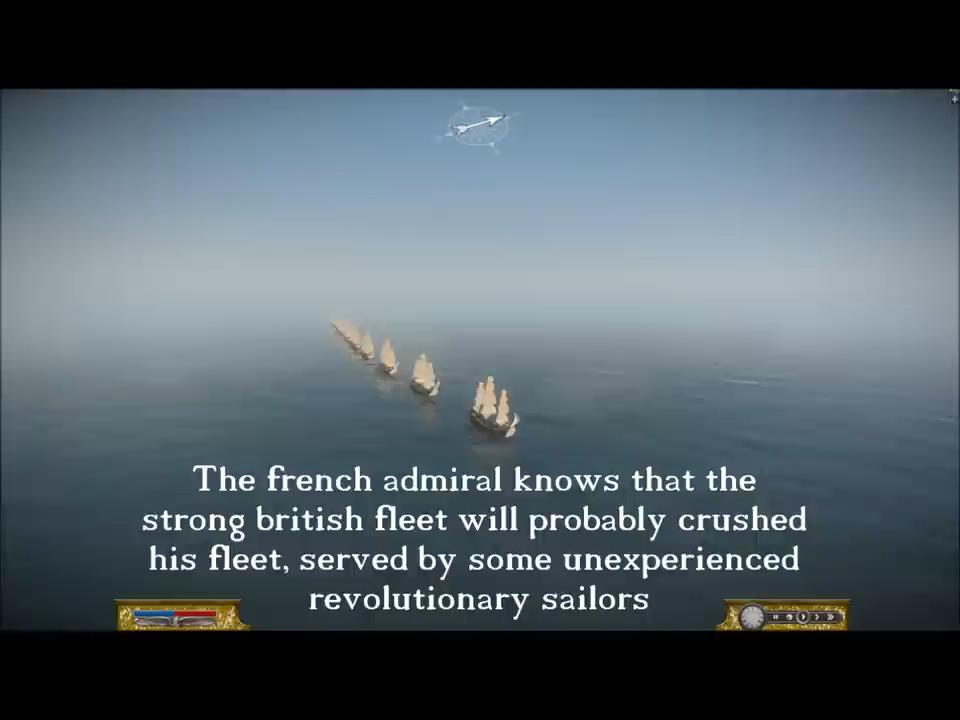 The french admiral knows that the
strong british fleet will probably crushed
his fleet, served by some unexperienced
revolutionary sailors